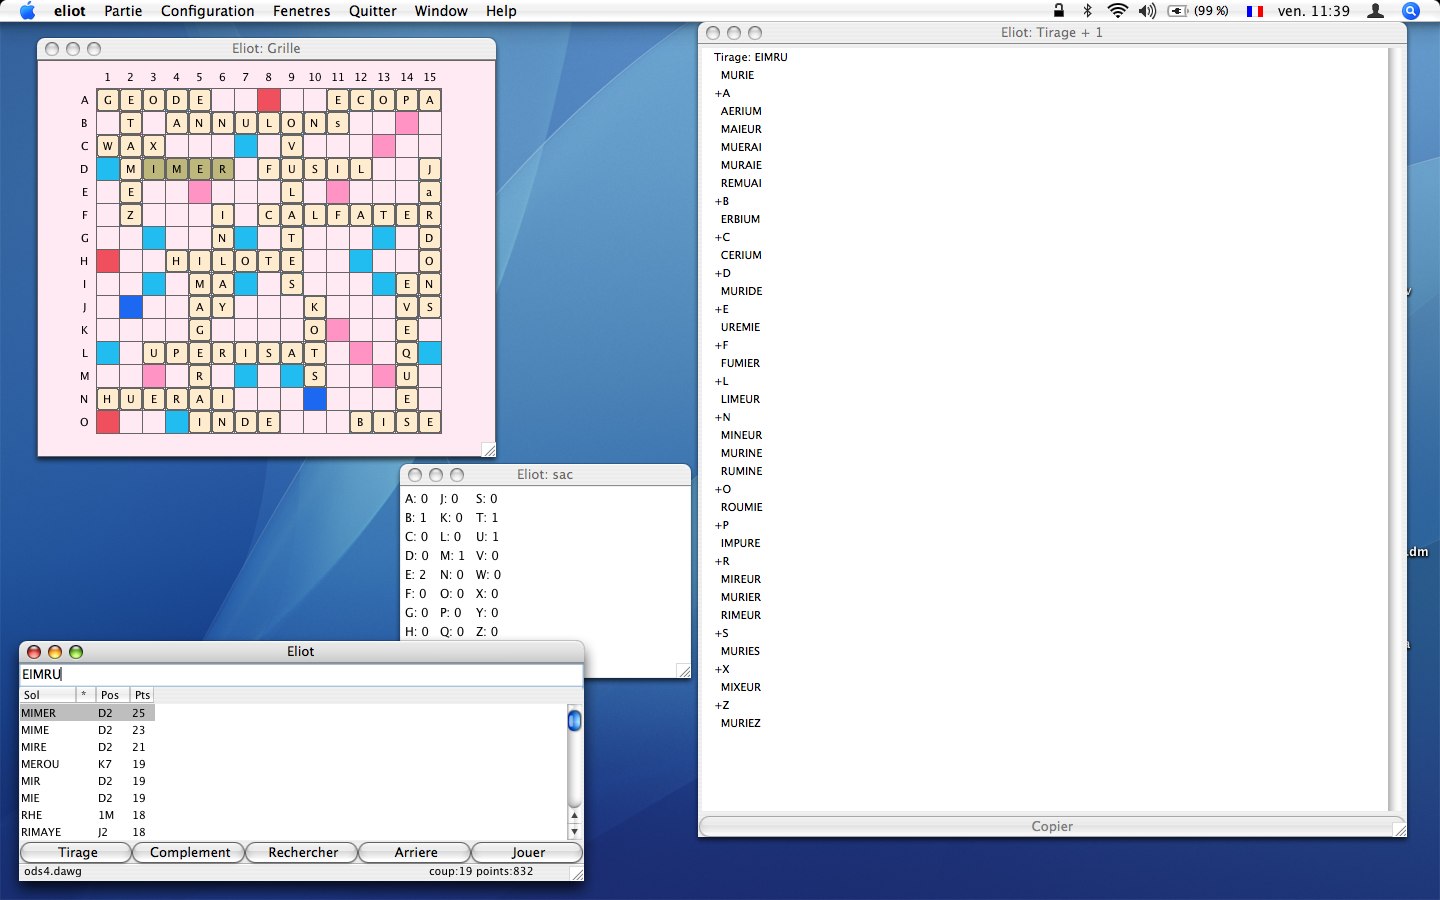 eliot Partie Configuration Fenetres Quitter Window Help (99 %) ven. 11:39
Eliot: Grille
1 2 3 4 5 6 7 8 9 10 11 12 13 14 15
A G E O D E E C O P A
B T A N N U L O N s
C W A X V
D M I M E R F U S I L J
E E L a
F Z I C A L F A T E R
G N T D
H H I L O T E E O
I M A S E N
J A Y K V S
K G O E
L U P E R I S A T Q
M R S U
N H U E R A I E
O I N D E B I S E
Eliot: sac
A: 0 J: 0 S: 0
B: 1 K: 0 T: 1
C: 0 L: 0 U: 1
D: 0 M: 1 V: 0
E: 2 N: 0 W: 0
F: 0 O: 0 X: 0
G: 0 P: 0 Y: 0
H: 0 Q: 0 Z: 0
Eliot
EIMRU
Sol * Pos Pts
MIMER D2 25
MIME D2 23
MIRE D2 21
MEROU K7 19
MIR D2 19
MIE D2 19
RHE 1M 18
RIMAYE J2 18
Tirage Complement Rechercher Arriere Jouer
ods4.dawg coup:19 points:832
Eliot: Tirage + 1
Tirage: EIMRU
MURIE
+A
AERIUM
MAIEUR
MUERAI
MURAIE
REMUAI
+B
ERBIUM
+C
CERIUM
+D
MURIDE
+E
UREMIE
+F
FUMIER
+L
LIMEUR
+N
MINEUR
MURINE
RUMINE
+O
ROUMIE
+P
IMPURE
+R
MIREUR
MURIER
RIMEUR
+S
MURIES
+X
MIXEUR
+Z
MURIEZ
Copier
.dm